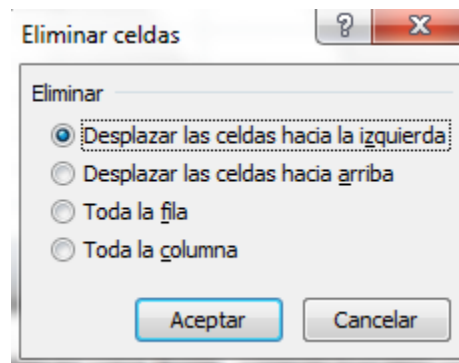 Eliminar celdas
Eliminar
Desplazar las celdas hacia la izquierda
Desplazar las celdas hacia arriba
Toda la fila
Toda la columna
Aceptar Cancelar